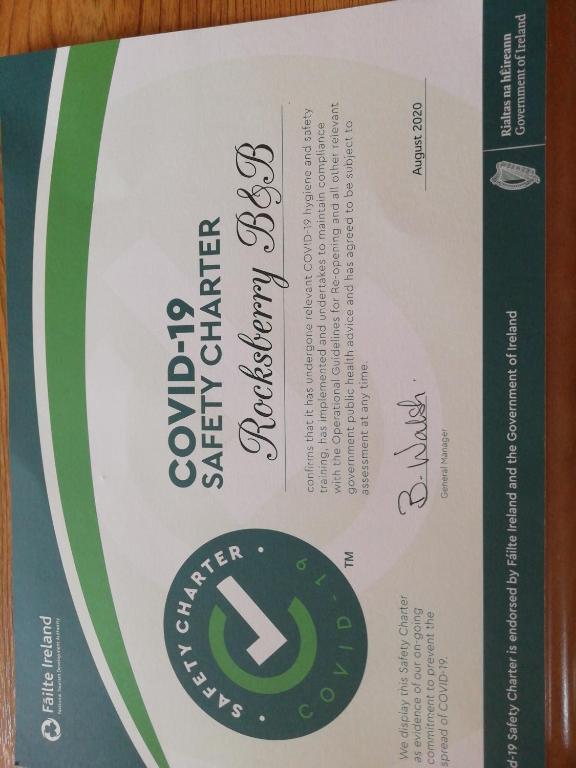 Fáilte Ireland
National Tourism Development Authority
SAFETY CHARTER
COVID-19
TM
COVID-19
SAFETY CHARTER
Rocksberry B&B
confirms that it has undergone relevant COVID-19 hygiene and safety
training, has implemented and undertakes to maintain compliance
with the Operational Guidelines for Re-opening and all other relevant
government public health advice and has agreed to be subject to
assessment at any time.
We display this Safety Charter
as evidence of our on-going
commitment to prevent the
spread of COVID-19.
B. Walsh.
General Manager
August 2020
d-19 Safety Charter is endorsed by Fáilte Ireland and the Government of Ireland
Rialtas na hÉireann
Government of Ireland